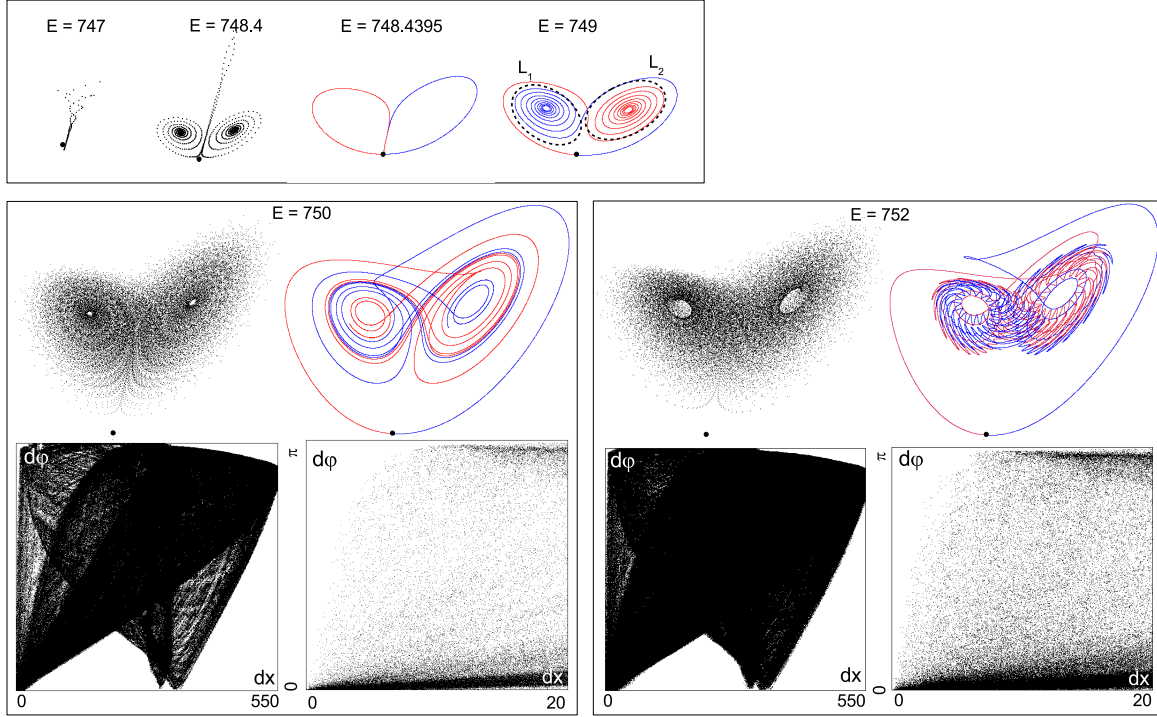 E = 747
E = 748.4
E = 748.4395
E = 749
L1
L2
E = 750
E = 752
dφ
π
dφ
dφ
π
dφ
0
dx
0
550
dx
0
20
dx
0
550
0
dx
0
20